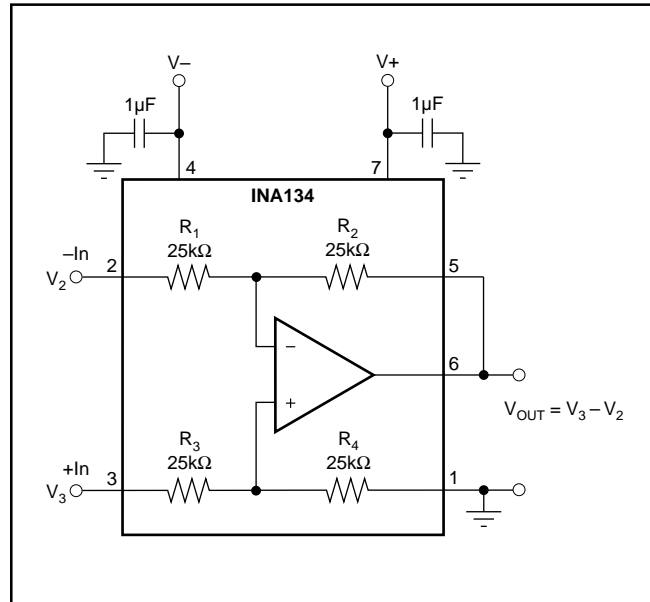 V– V+
1µF 1µF
4 7
INA134
R1 R2
25kΩ 25kΩ
–In
V2 2 5
–
6
+
VOUT = V3 – V2
R3 R4
25kΩ 25kΩ
+In
V3 3 1